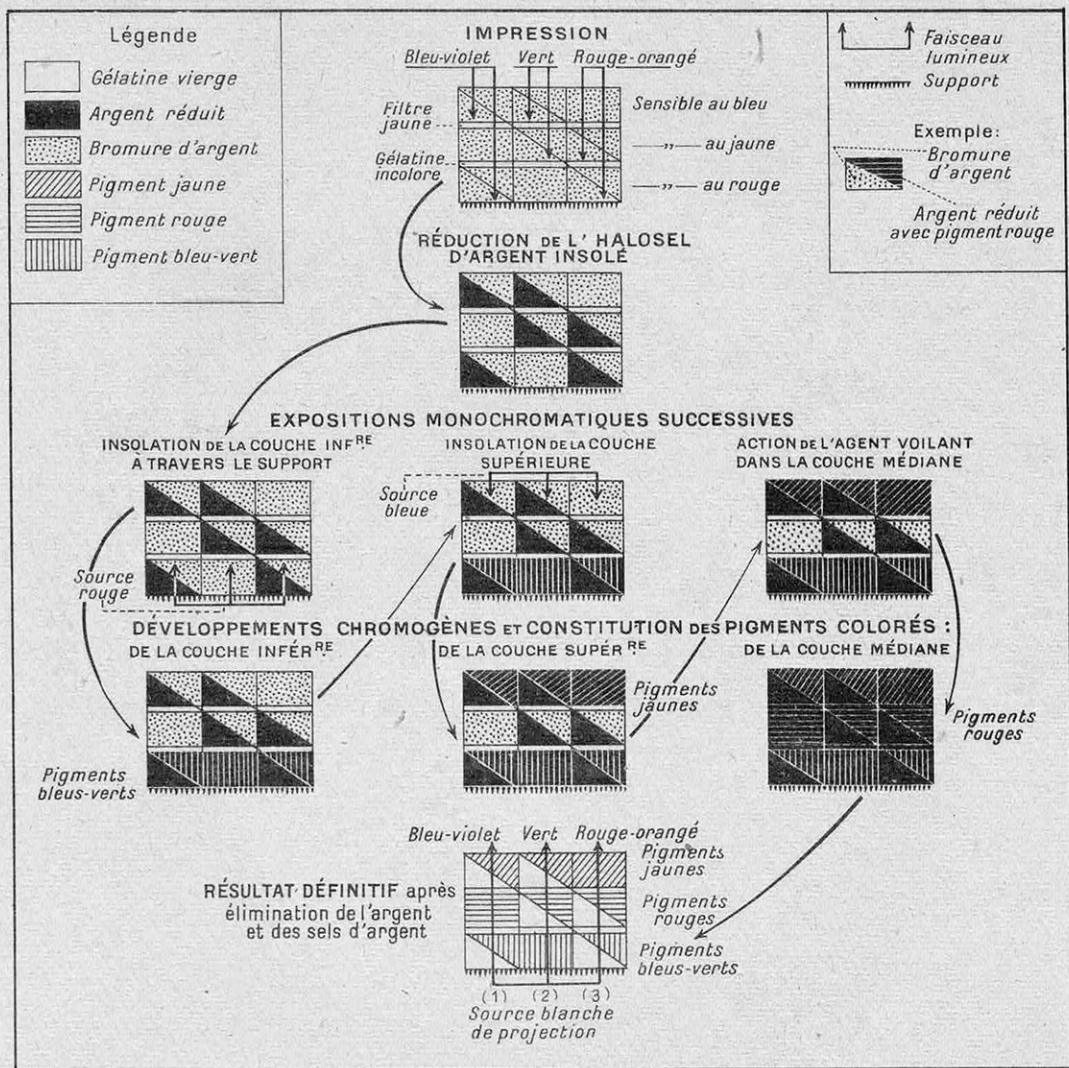 Légende
Gélatine vierge
Argent réduit
Bromure d'argent
Pigment jaune
Pigment rouge
Pigment bleu-vert
IMPRESSION
Bleu-violet Vert Rouge-orangé
Filtre
jaune
Gélatine
incolore
Sensible au bleu
—„— au jaune
—„— au rouge
Faisceau
lumineux
Support
Exemple:
Bromure
d'argent
Argent réduit
avec pigment rouge
RÉDUCTION DE L'HALOSEL
D'ARGENT INSOLÉ
EXPOSITIONS MONOCHROMATIQUES SUCCESSIVES
INSOLATION DE LA COUCHE INFRE
À TRAVERS LE SUPPORT
Source
rouge
INSOLATION DE LA COUCHE
SUPÉRIEURE
Source
bleue
ACTION DE L'AGENT VOILANT
DANS LA COUCHE MÉDIANE
DÉVELOPPEMENTS CHROMOGÈNES ET CONSTITUTION DES PIGMENTS COLORÉS :
DE LA COUCHE INFÉRRE
Pigments
bleus-verts
DE LA COUCHE SUPÉRRE
Pigments
jaunes
DE LA COUCHE MÉDIANE
Pigments
rouges
RÉSULTAT DÉFINITIF après
élimination de l'argent
et des sels d'argent
Bleu-violet Vert Rouge-orangé
Pigments
jaunes
Pigments
rouges
Pigments
bleus-verts
(1) (2) (3)
Source blanche
de projection